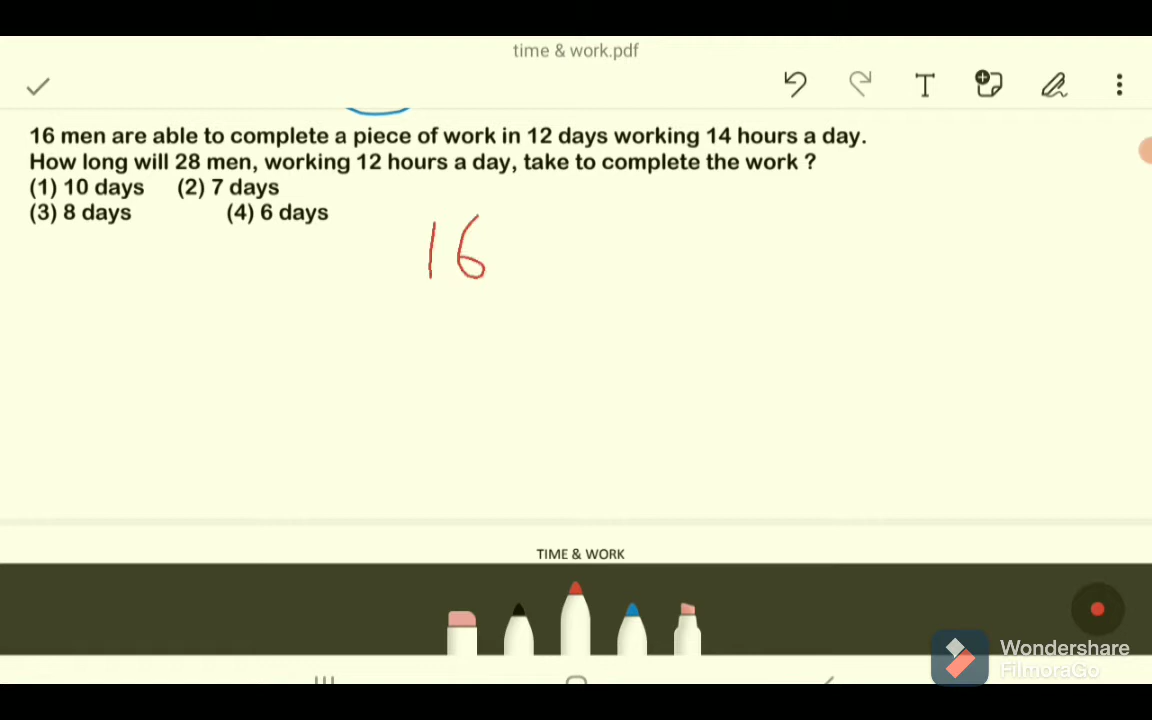 time & work.pdf
T
16 men are able to complete a piece of work in 12 days working 14 hours a day.
How long will 28 men, working 12 hours a day, take to complete the work ?
(1) 10 days (2) 7 days
(3) 8 days (4) 6 days
16
TIME & WORK
Wondershare
FilmoraGo